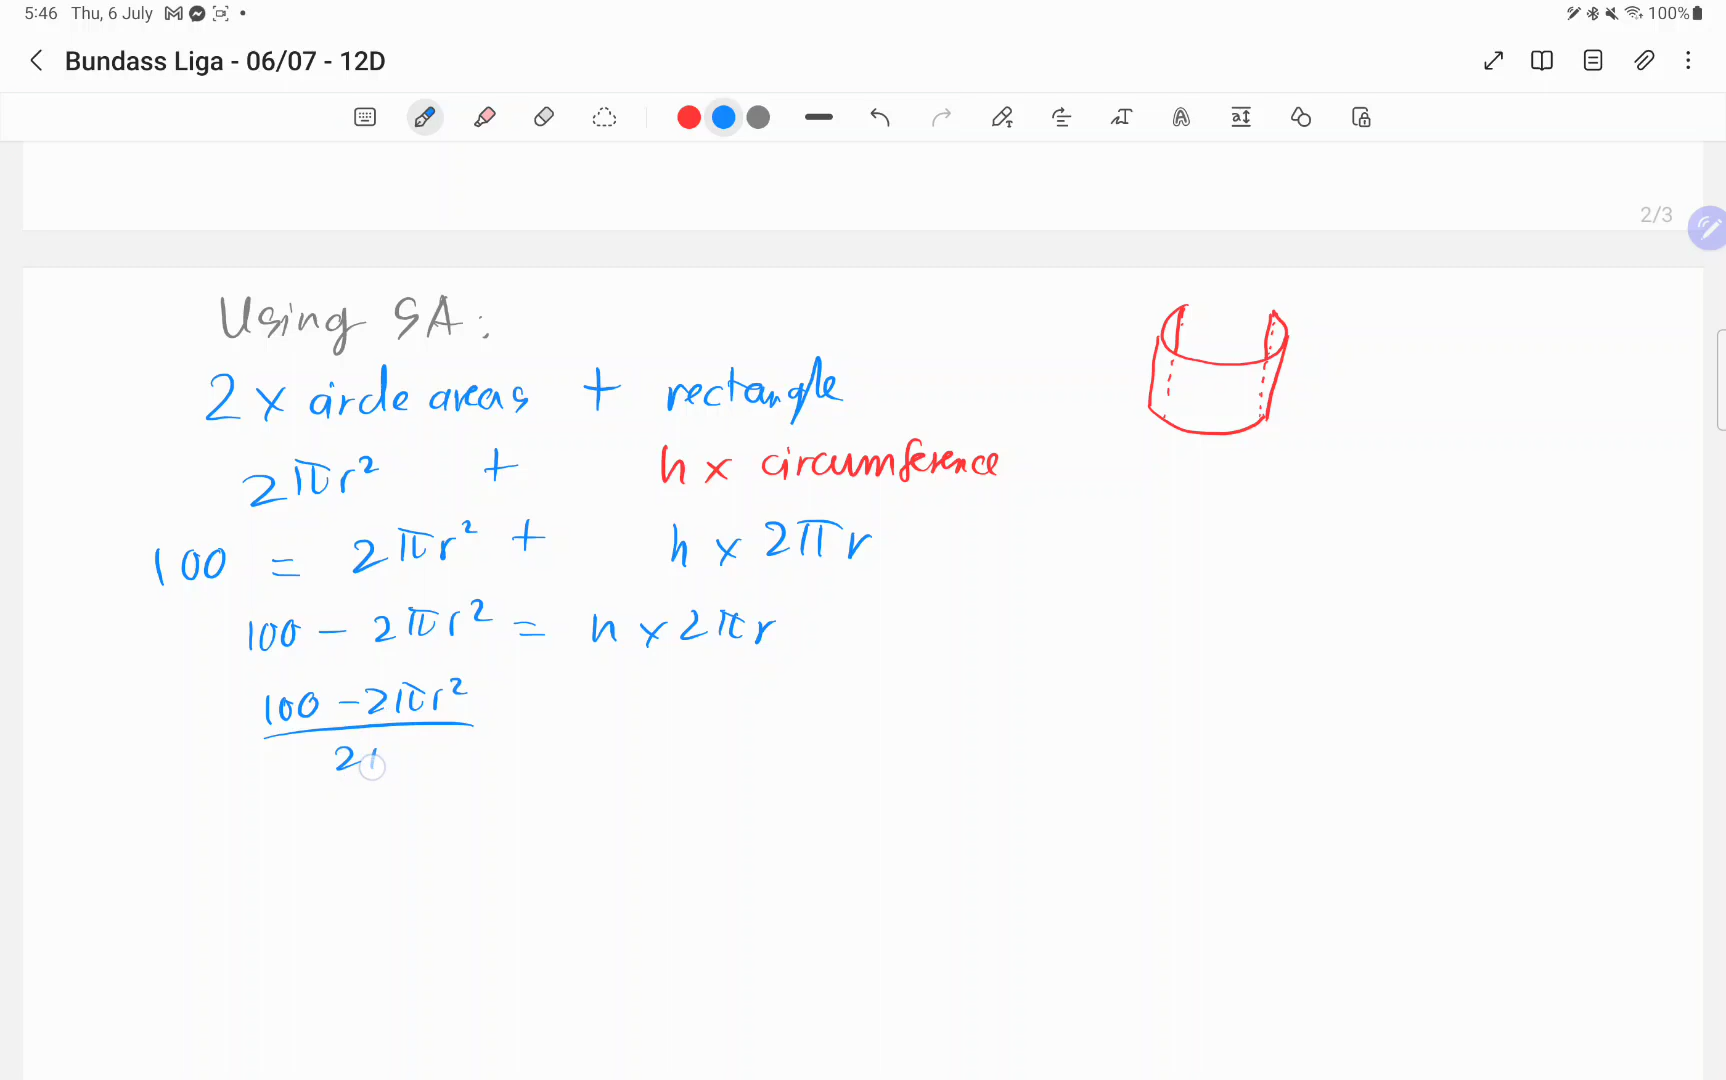 5:46 Thu, 6 July 100%
Bundass Liga - 06/07 - 12D
2/3
Using SA:
2 x circle areas + rectangle
2πr² + h x circumference
100 = 2πr² + h x 2πr
100 - 2πr² = h x 2πr
100 - 2πr²
2